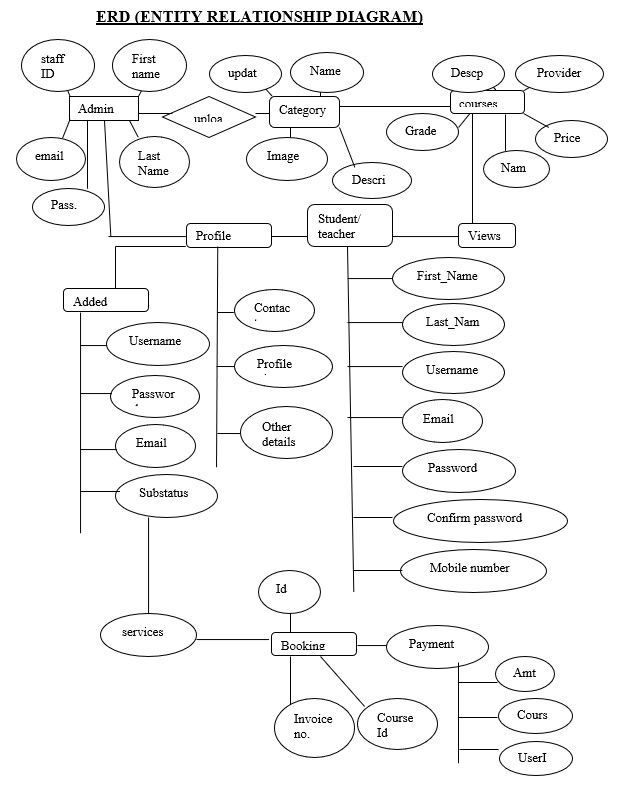 ERD (ENTITY RELATIONSHIP DIAGRAM)
staff
ID
First
name
updat
Name
Descp
Provider
Admin
uploa
Category
courses
Grade
Price
email
Last
Name
Image
Nam
Descri
Pass.
Profile
Student/
teacher
Views
Added
First_Name
Contac
Last_Nam
Username
Profile
Username
Passwor
Email
Other
details
Email
Password
Substatus
Confirm password
Mobile number
Id
services
Booking
Payment
Amt
Invoice
no.
Course
Id
Cours
UserI